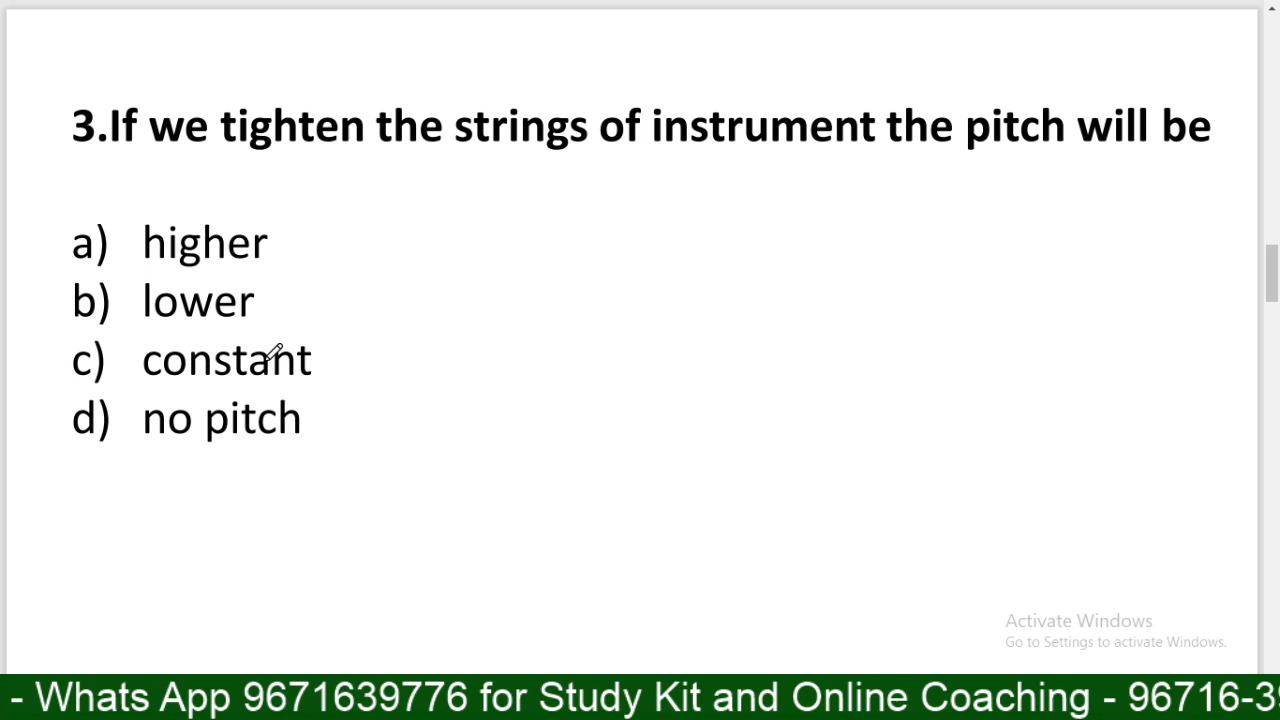 3.If we tighten the strings of instrument the pitch will be
a) higher
b) lower
c) constant
d) no pitch
Activate Windows
Go to Settings to activate Windows.
- Whats App 9671639776 for Study Kit and Online Coaching - 96716-39